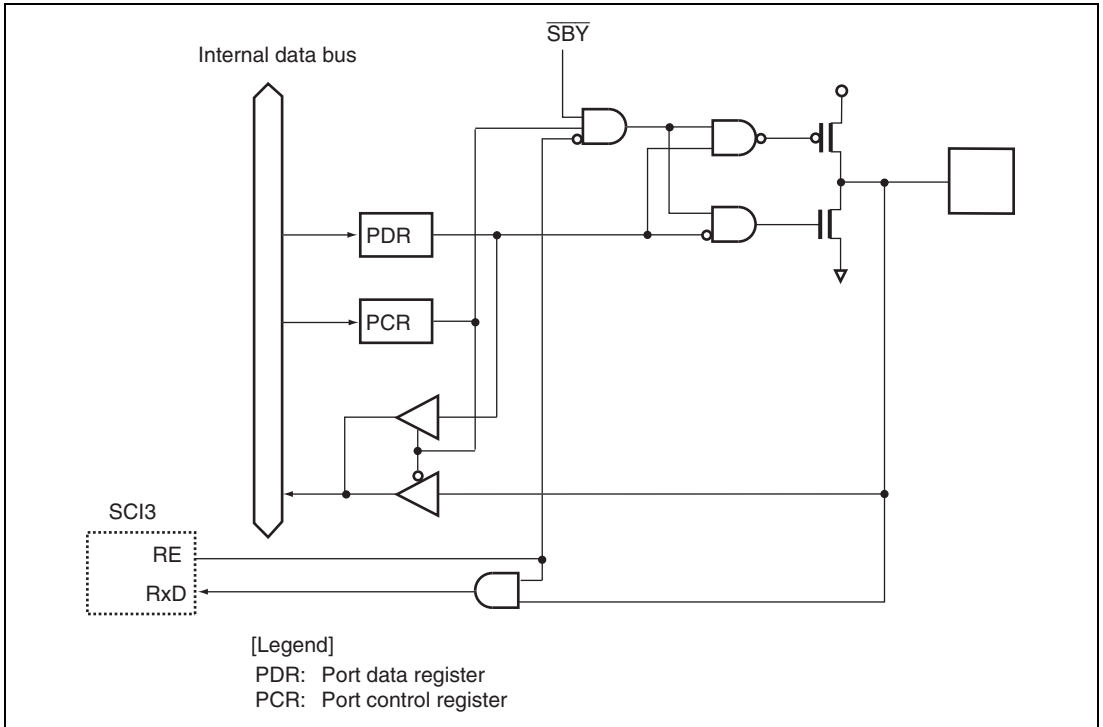 SBY
Internal data bus
PDR
PCR
SCI3
RE
RxD
[Legend]
PDR: Port data register
PCR: Port control register